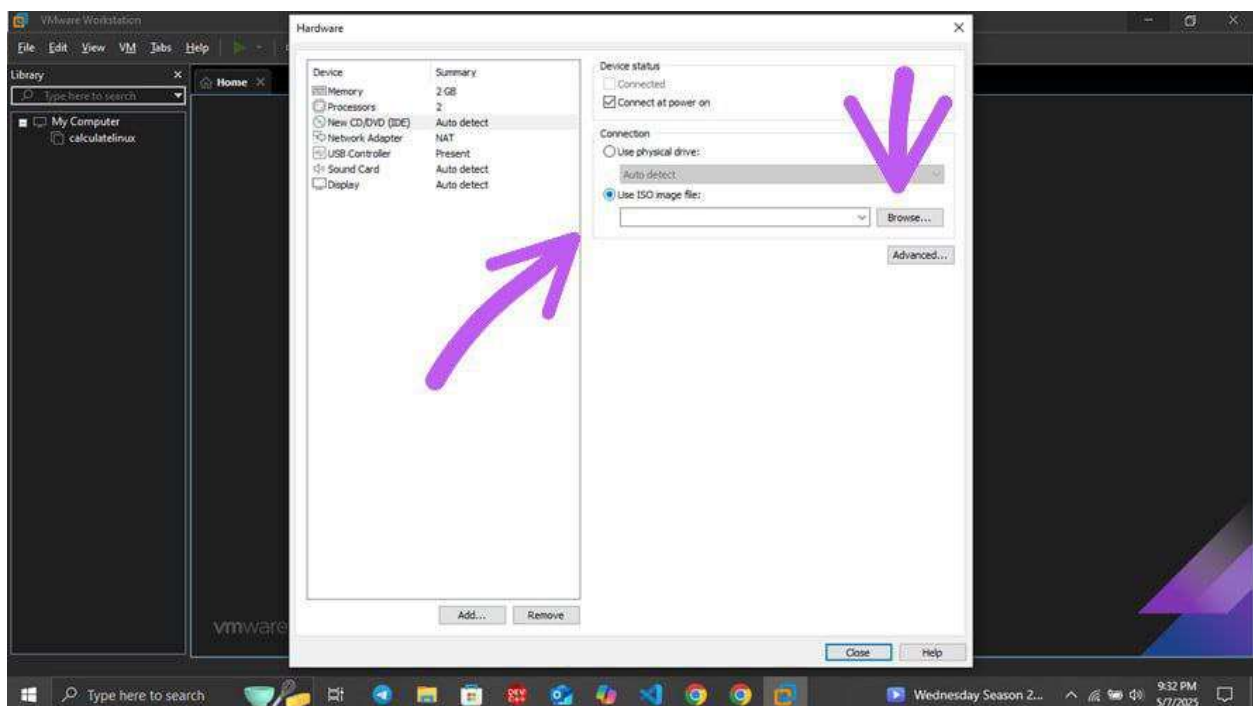 VMware Workstation
File Edit View VM Tabs Help
Library
Type here to search
My Computer
calculatelinux
Home
vmware
Hardware
Device Summary
Memory 2 GB
Processors 2
New CD/DVD (IDE) Auto detect
Network Adapter NAT
USB Controller Present
Sound Card Auto detect
Display Auto detect
Add... Remove
Device status
Connected
Connect at power on
Connection
Use physical drive:
Auto detect
Use ISO image file:
Browse...
Advanced...
Close Help
Type here to search
DEV
Wednesday Season 2...
9:32 PM
5/7/2025